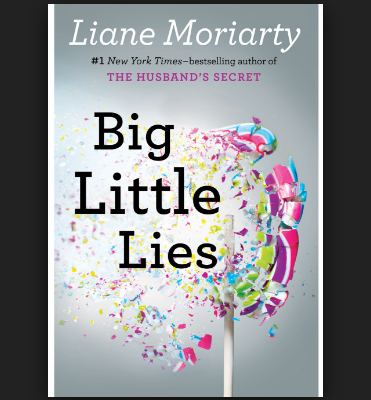 Liane Moriarty
#1 New York Times–bestselling author of
THE HUSBAND'S SECRET
Big
Little
Lies